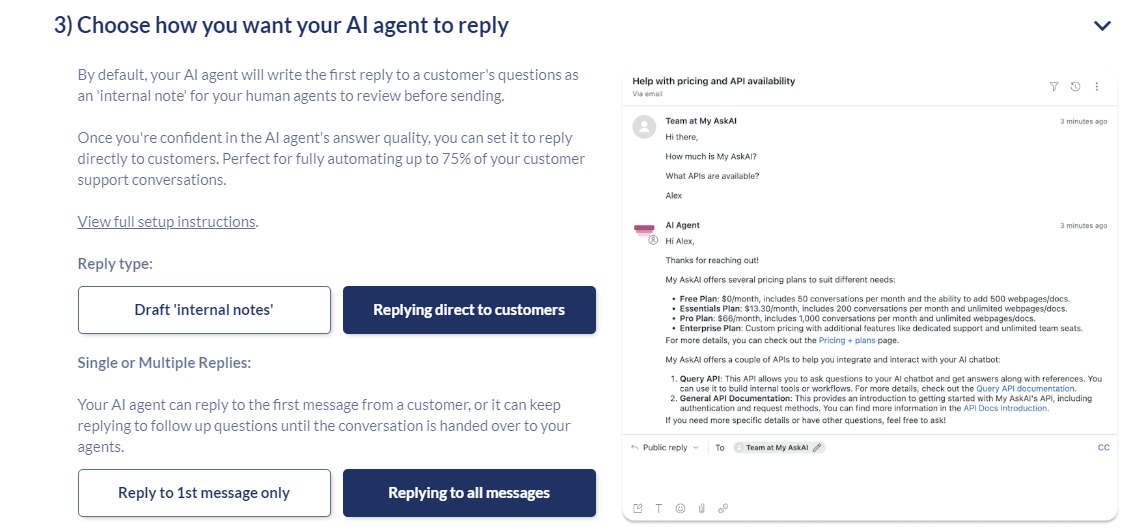 3) Choose how you want your AI agent to reply
By default, your AI agent will write the first reply to a customer's questions as
an 'internal note' for your human agents to review before sending.
Once you're confident in the AI agent's answer quality, you can set it to reply
directly to customers. Perfect for fully automating up to 75% of your customer
support conversations.
View full setup instructions.
Reply type:
Draft 'internal notes'
Replying direct to customers
Single or Multiple Replies:
Your AI agent can reply to the first message from a customer, or it can keep
replying to follow up questions until the conversation is handed over to your
agents.
Reply to 1st message only
Replying to all messages
Help with pricing and API availability
Via email
Team at My AskAI
3 minutes ago
Hi there,
How much is My AskAI?
What APIs are available?
Alex
AI Agent
3 minutes ago
Hi Alex,
Thanks for reaching out!
My AskAI offers several pricing plans to suit different needs:
• Free Plan: $0/month, includes 50 conversations per month and the ability to add 500 webpages/docs.
• Essentials Plan: $13.30/month, includes 200 conversations per month and unlimited webpages/docs.
• Pro Plan: $66/month, includes 1,000 conversations per month and unlimited webpages/docs.
• Enterprise Plan: Custom pricing with additional features like dedicated support and unlimited team seats.
For more details, you can check out the Pricing + plans page.
My AskAI offers a couple of APIs to help you integrate and interact with your AI chatbot:
1. Query API: This API allows you to ask questions to your AI chatbot and get answers along with references. You
can use it to build internal tools or workflows. For more details, check out the Query API documentation.
2. General API Documentation: This provides an introduction to getting started with My AskAI's API, including
authentication and request methods. You can find more information in the API Docs Introduction.
If you need more specific details or have other questions, feel free to ask!
Public reply
To
Team at My AskAI
CC